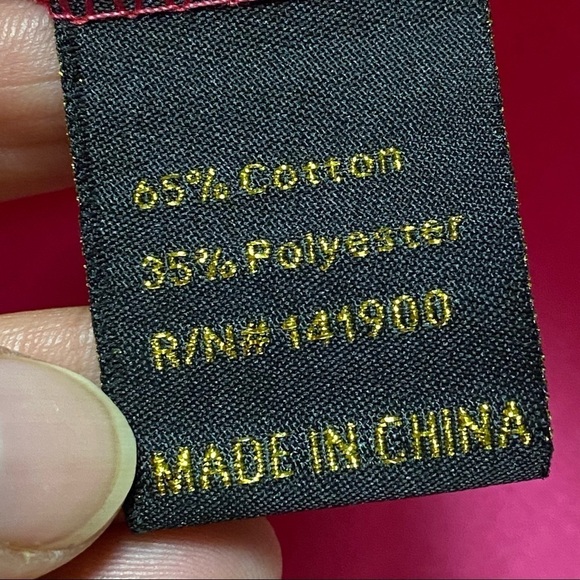 65% Cotton
35% Polyester
R/N# 141900
MADE IN CHINA